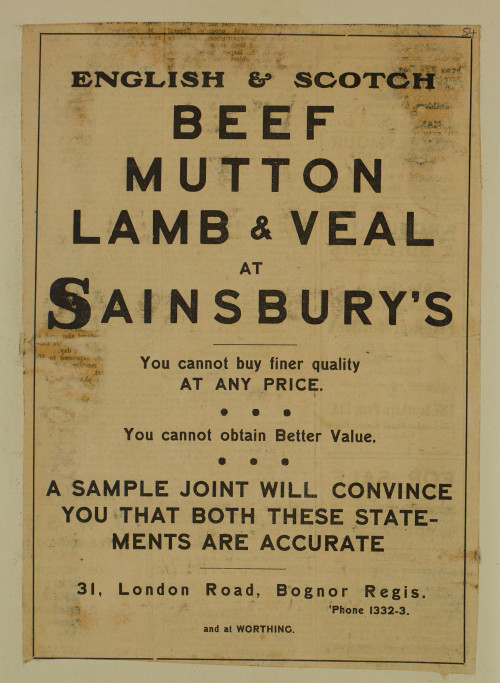 54
ENGLISH & SCOTCH
BEEF
MUTTON
LAMB & VEAL
AT
SAINSBURY'S
You cannot buy finer quality
AT ANY PRICE.
• • •
You cannot obtain Better Value.
• • •
A SAMPLE JOINT WILL CONVINCE
YOU THAT BOTH THESE STATE-
MENTS ARE ACCURATE
31, London Road, Bognor Regis.
'Phone 1332-3.
and at WORTHING.